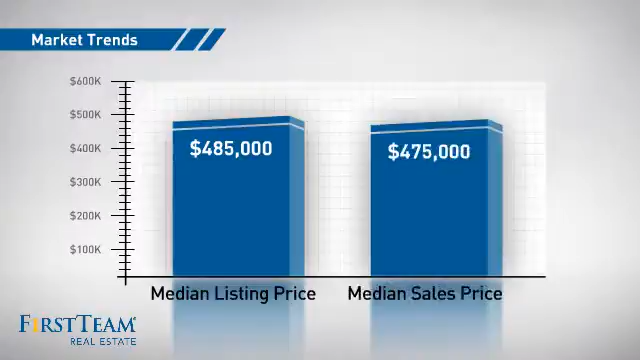 Market Trends
$600K
$500K
$400K
$300K
$200K
$100K
$485,000
$475,000
Median Listing Price
Median Sales Price
FIRSTTEAM®
REAL ESTATE